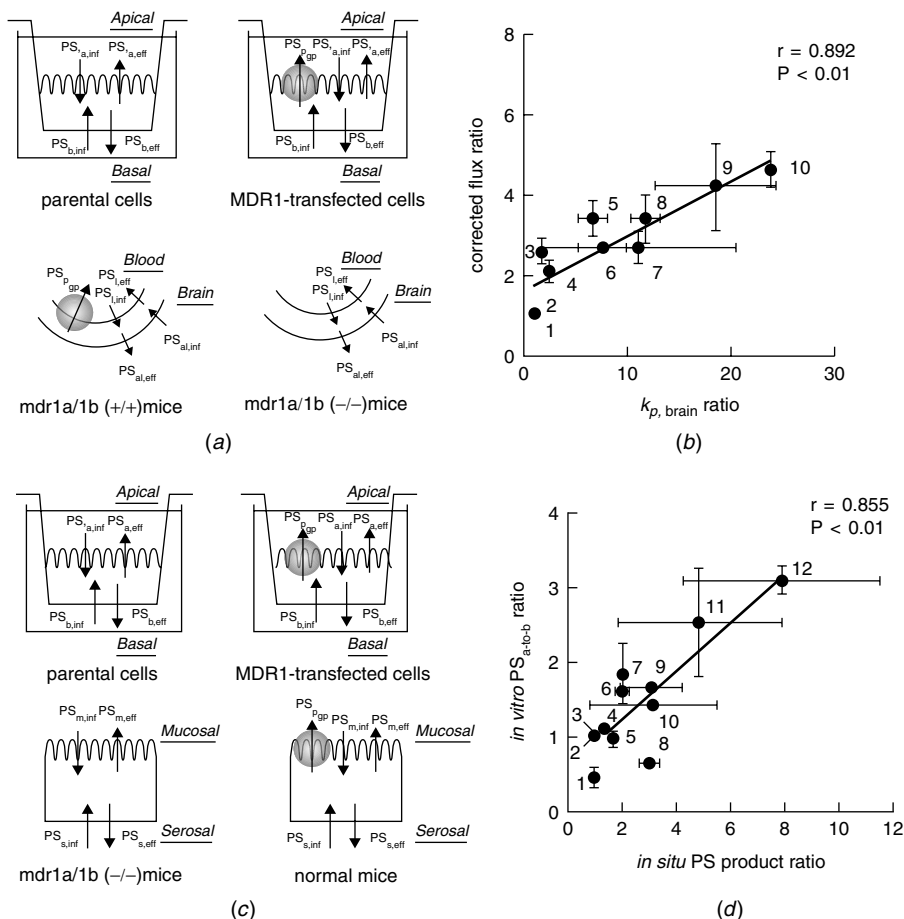 Apical
PS'a,inf PS'a,eff
PSb,inf PSb,eff
Basal
parental cells
Apical
PSpgp PS'a,inf PS'a,eff
PSb,inf PSb,eff
Basal
MDR1-transfected cells
Blood
PSpgp PSl,eff
PSl,inf
Brain
PSal,inf
PSal,eff
mdr1a/1b (+/+)mice
Blood
PSl,eff
PSl,inf
Brain
PSal,inf
PSal,eff
mdr1a/1b (−/−)mice
(a)
r = 0.892
P < 0.01
corrected flux ratio
8
6
4
2
0
1
2
3
4
5
6
7
8
9
10
0 10 20 30
kp, brain ratio
(b)
Apical
PS'a,inf PSa,eff
PSb,inf PSb,eff
Basal
parental cells
Apical
PSpgp PSa,inf PSa,eff
PSb,inf PSb,eff
Basal
MDR1-transfected cells
PSm,inf PSm,eff
Mucosal
PSs,inf PSs,eff
Serosal
mdr1a/1b (−/−)mice
PSpgp PSm,inf PSm,eff
Mucosal
PSs,inf PSs,eff
Serosal
normal mice
(c)
r = 0.855
P < 0.01
in vitro PSa-to-b ratio
4
3
2
1
0
1
2
3
4
5
6
7
8
9
10
11
12
0 2 4 6 8 10 12
in situ PS product ratio
(d)